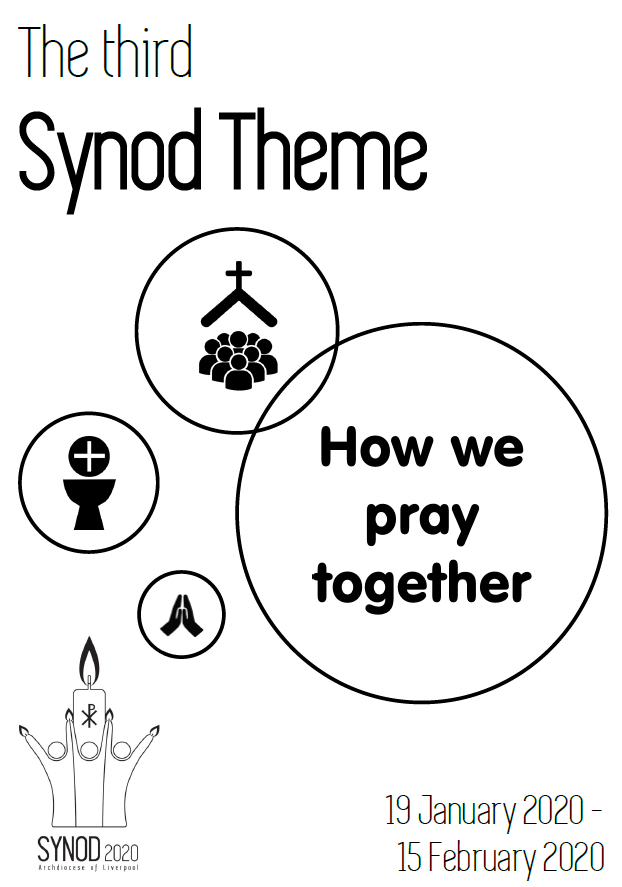 The third
Synod Theme
How we
pray
together
SYNOD 2020
Archdiocese of Liverpool
19 January 2020 -
15 February 2020